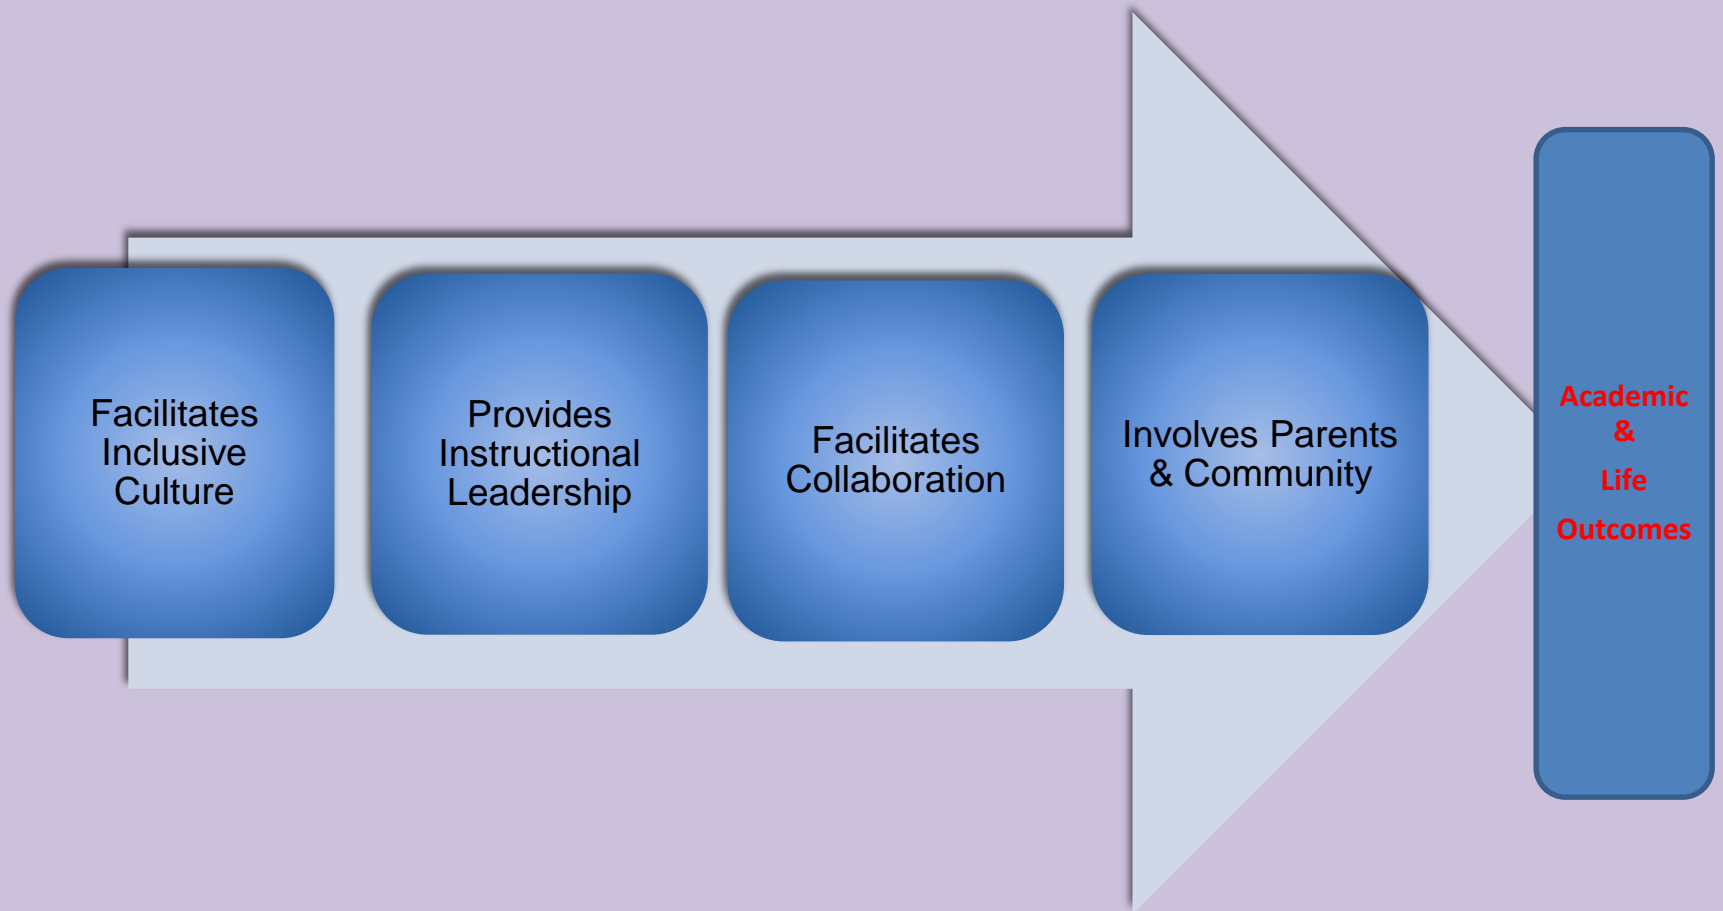 Facilitates
Inclusive
Culture
Provides
Instructional
Leadership
Facilitates
Collaboration
Involves Parents
& Community
Academic
&
Life
Outcomes